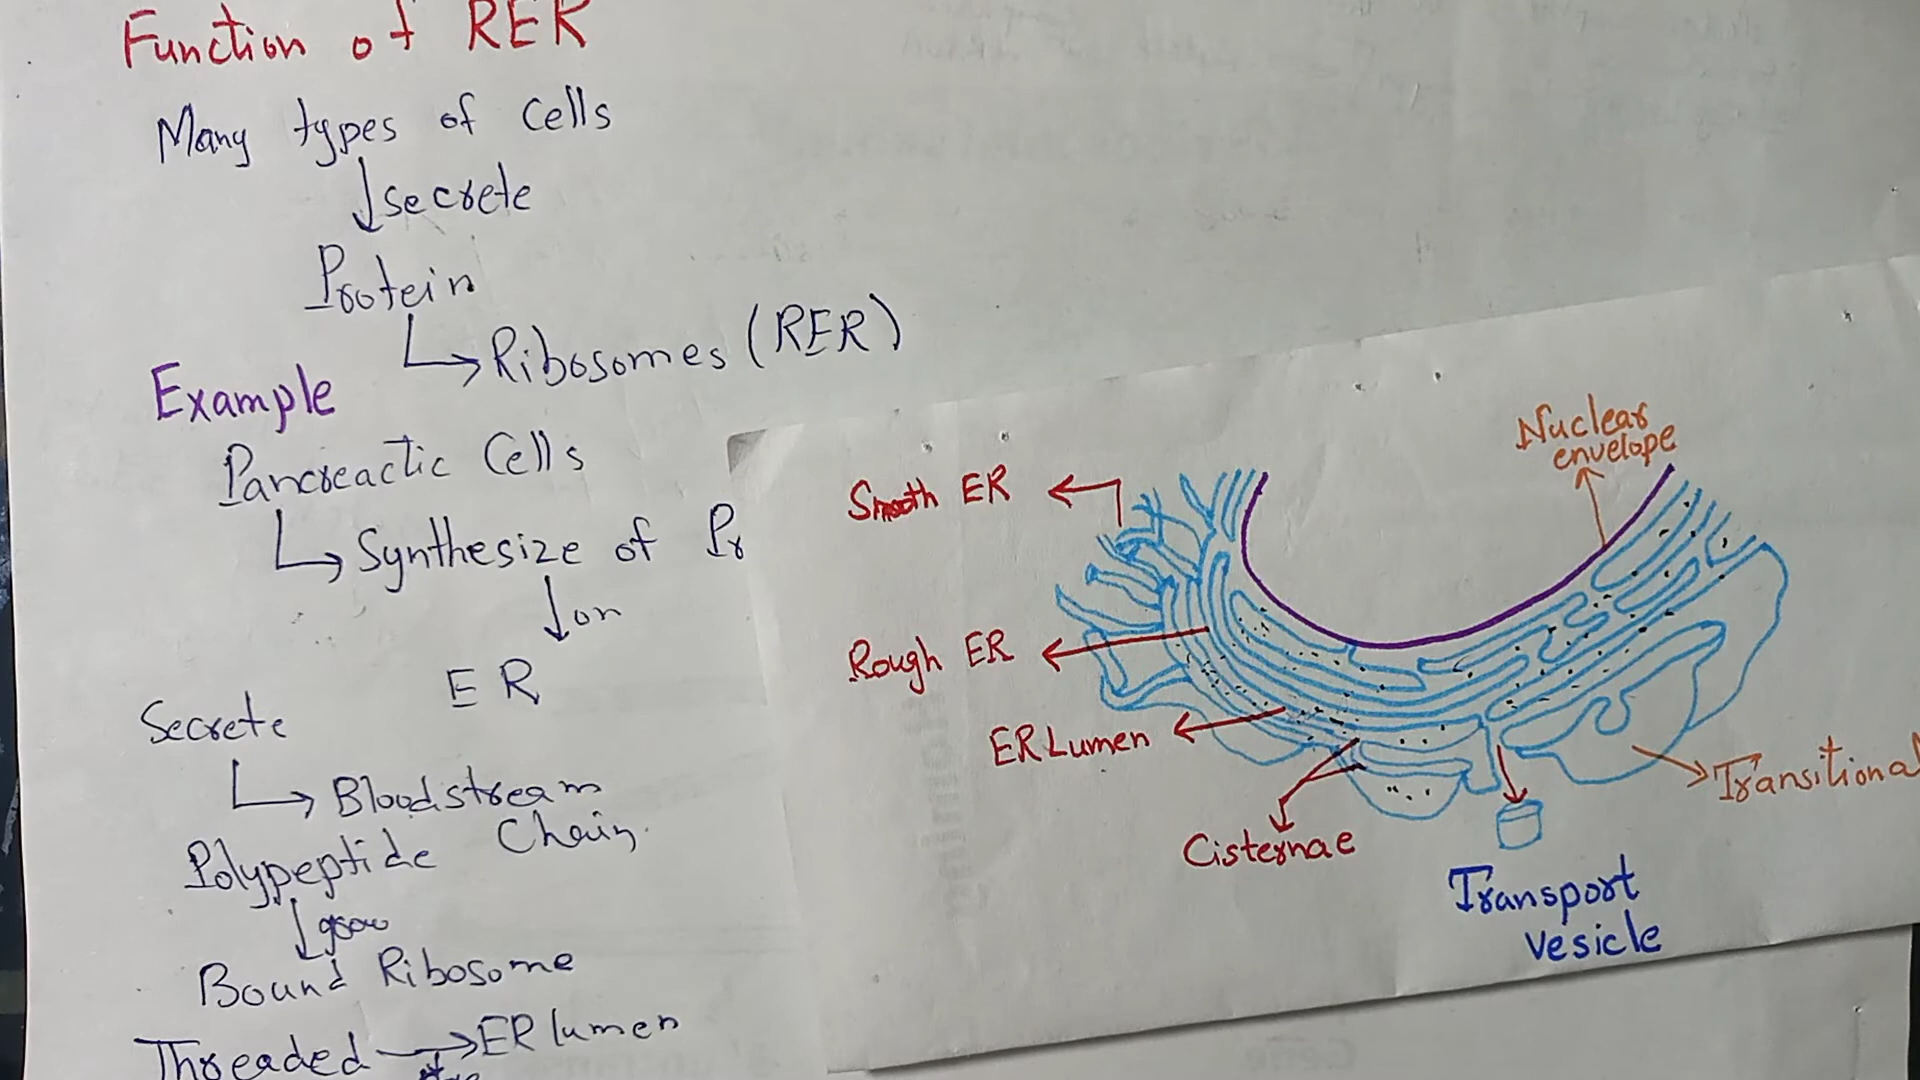 Function of RER
Many types of cells
secrete
Protein
Ribosomes (RER)
Example
Pancreactic Cells
Synthesize of Pr
on
ER
Secrete
Bloodstream
Polypeptide Chain
grow
Bound Ribosome
Threaded → ER lumen
Nuclear
envelope
Smooth ER
Rough ER
ER Lumen
Cisternae
Transitional
Transport
vesicle